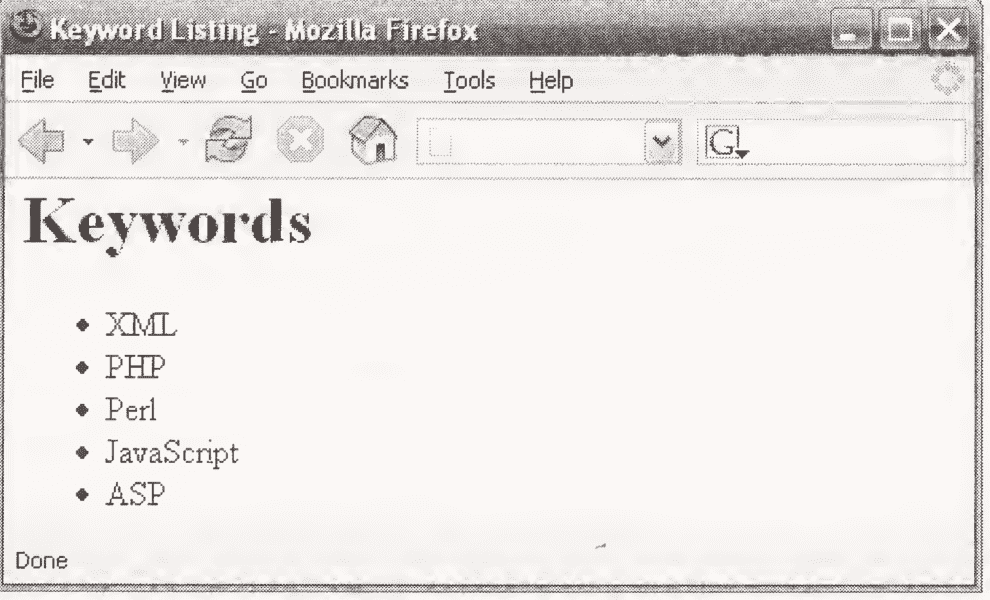 Keyword Listing - Mozilla Firefox
File Edit View Go Bookmarks Tools Help
G
Keywords
• XML
• PHP
• Perl
• JavaScript
• ASP
Done